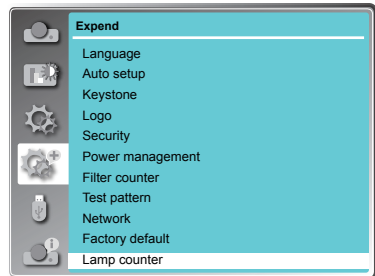 Expend
Language
Auto setup
Keystone
Logo
Security
Power management
Filter counter
Test pattern
Network
Factory default
Lamp counter